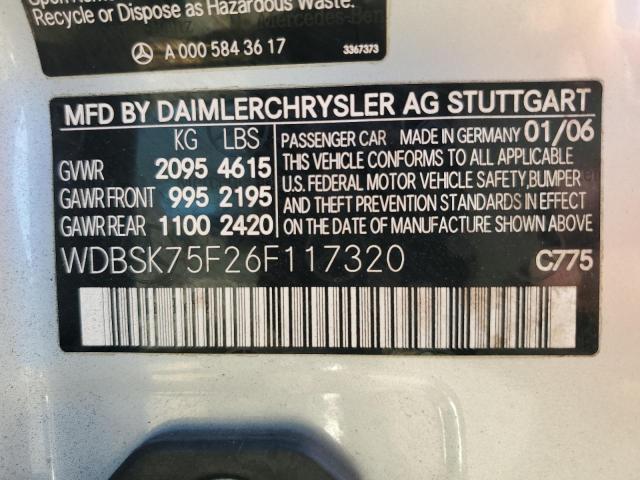 Recycle or Dispose as Hazardous Waste.
Mercedes-Benz
A 000 584 36 17
3367373
MFD BY DAIMLERCHRYSLER AG STUTTGART
KG LBS
GVWR 2095 4615
GAWR FRONT 995 2195
GAWR REAR 1100 2420
PASSENGER CAR MADE IN GERMANY 01/06
THIS VEHICLE CONFORMS TO ALL APPLICABLE
U.S. FEDERAL MOTOR VEHICLE SAFETY, BUMPER
AND THEFT PREVENTION STANDARDS IN EFFECT
ON THE DATE OF MANUFACTURE SHOWN ABOVE.
WDBSK75F26F117320 C775